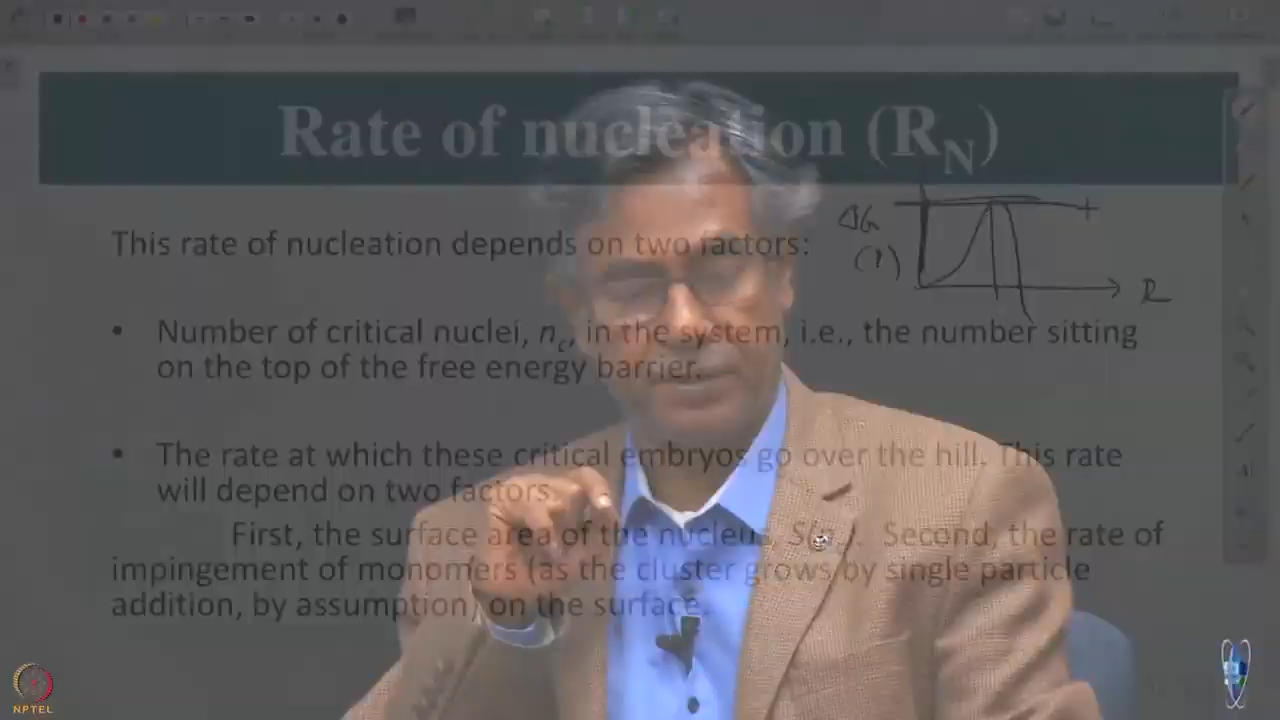 Rate of nucleation (R_N)
This rate of nucleation depends on two factors:
ΔG
(1)
R
• Number of critical nuclei, n_c, in the system, i.e., the number sitting
on the top of the free energy barrier.
• The rate at which these critical embryos go over the hill. This rate
will depend on two factors.
First, the surface area of the nucleus, S(n_c). Second, the rate of
impingement of monomers (as the cluster grows by single particle
addition, by assumption) on the surface.
NPTEL